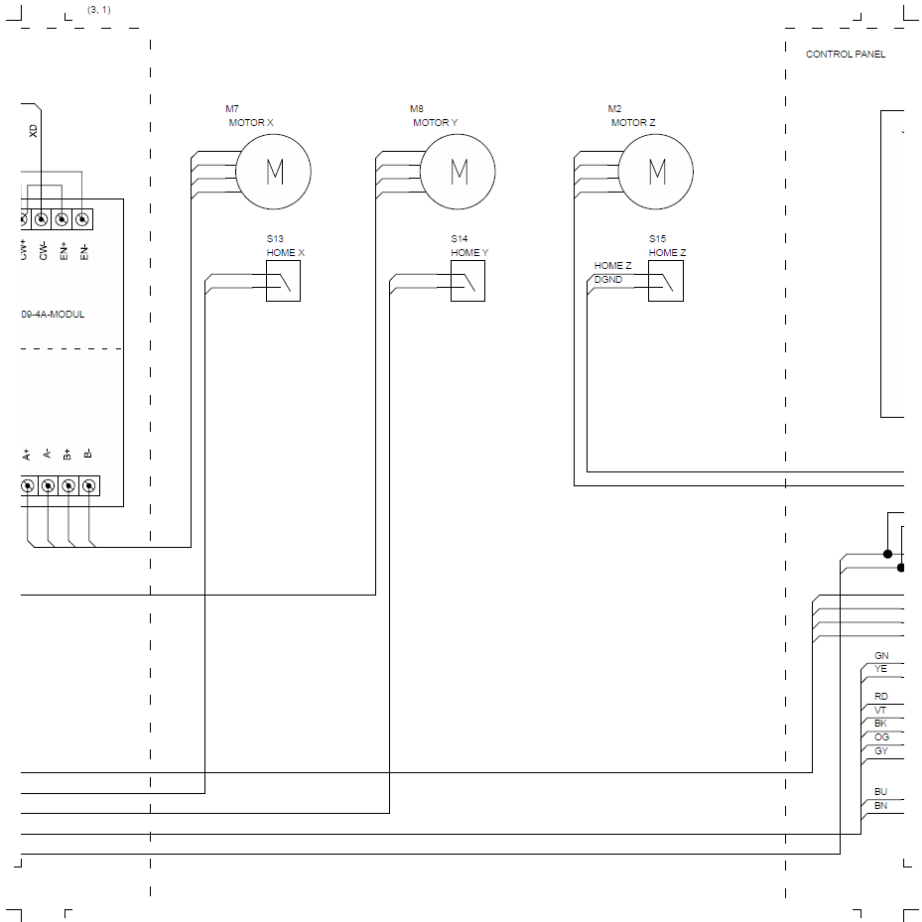 (3, 1)
CONTROL PANEL
M7
MOTOR X
M8
MOTOR Y
M2
MOTOR Z
XD
M
M
M
CW+
CW-
EN+
EN-
S13
HOME X
S14
HOME Y
S15
HOME Z
HOME Z
DGND
09-4A-MODUL
A+
A-
B+
B-
GN
YE
RD
VT
BK
OG
GY
BU
BN